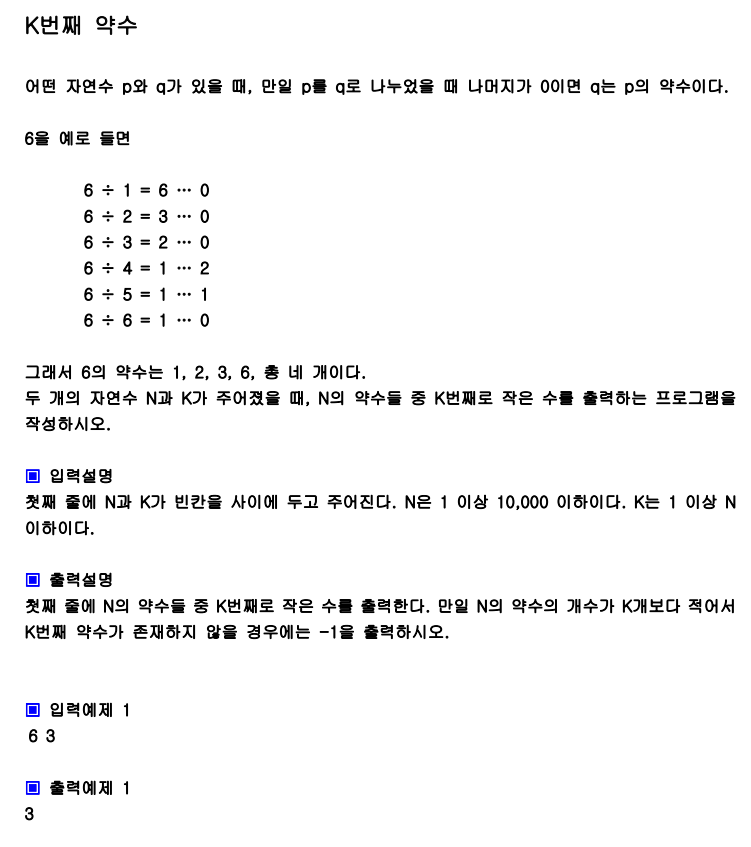 K번째 약수
어떤 자연수 p와 q가 있을 때, 만일 p를 q로 나누었을 때 나머지가 0이면 q는 p의 약수이다.
6을 예로 들면
6 ÷ 1 = 6 … 0
6 ÷ 2 = 3 … 0
6 ÷ 3 = 2 … 0
6 ÷ 4 = 1 … 2
6 ÷ 5 = 1 … 1
6 ÷ 6 = 1 … 0
그래서 6의 약수는 1, 2, 3, 6, 총 네 개이다.
두 개의 자연수 N과 K가 주어졌을 때, N의 약수들 중 K번째로 작은 수를 출력하는 프로그램을
작성하시오.
▣ 입력설명
첫째 줄에 N과 K가 빈칸을 사이에 두고 주어진다. N은 1 이상 10,000 이하이다. K는 1 이상 N
이하이다.
▣ 출력설명
첫째 줄에 N의 약수들 중 K번째로 작은 수를 출력한다. 만일 N의 약수의 개수가 K개보다 적어서
K번째 약수가 존재하지 않을 경우에는 -1을 출력하시오.
▣ 입력예제 1
6 3
▣ 출력예제 1
3